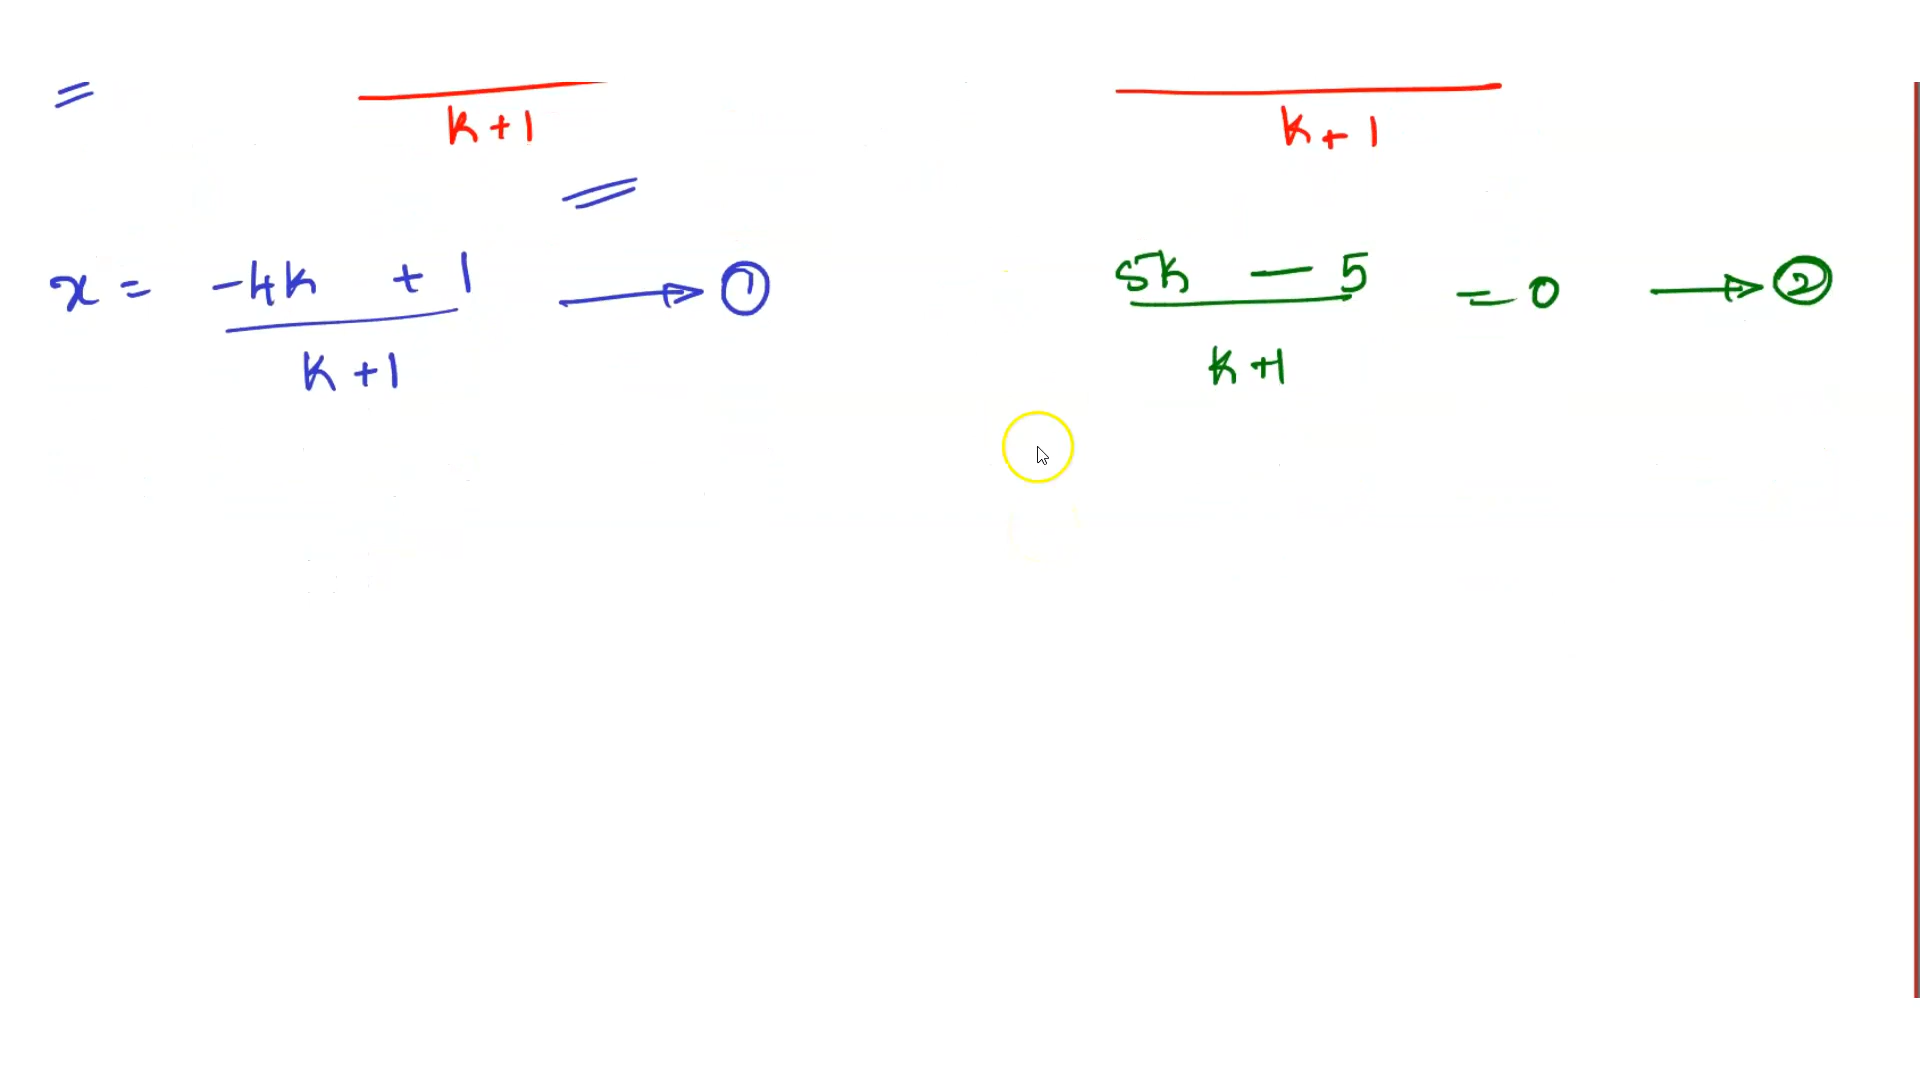 = k+1 k+1
=
x = -4k + 1 → ① 5k - 5 = 0 → ②
k+1 k+1